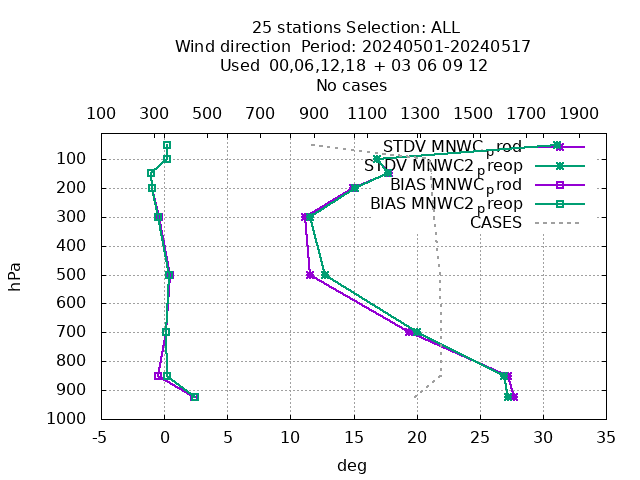 25 stations Selection: ALL
Wind direction  Period: 20240501-20240517
Used  00,06,12,18 + 03 06 09 12
No cases
100 300 500 700 900 1100 1300 1500 1700 1900
STDV MNWC_prod
STDV MNWC2_preop
BIAS MNWC_prod
BIAS MNWC2_preop
CASES
hPa
100
200
300
400
500
600
700
800
900
1000
-5 0 5 10 15 20 25 30 35
deg